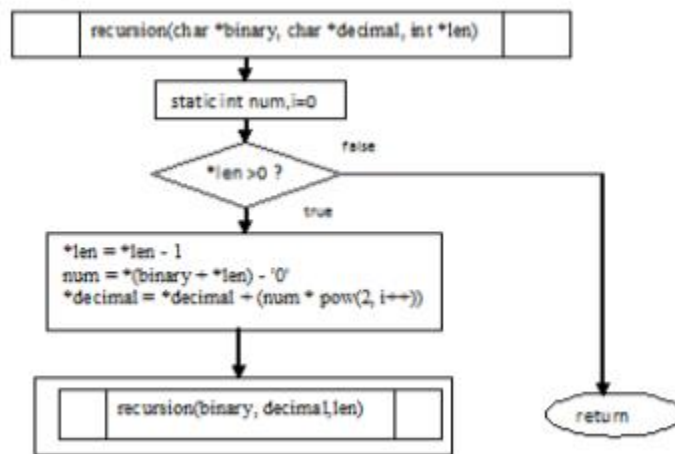 recursion(char *binary, char *decimal, int *len)
static int num,i=0
false
*len >0 ?
true
*len = *len - 1
num = *(binary + *len) - '0'
*decimal = *decimal + (num * pow(2, i++))
recursion(binary, decimal,len)
return